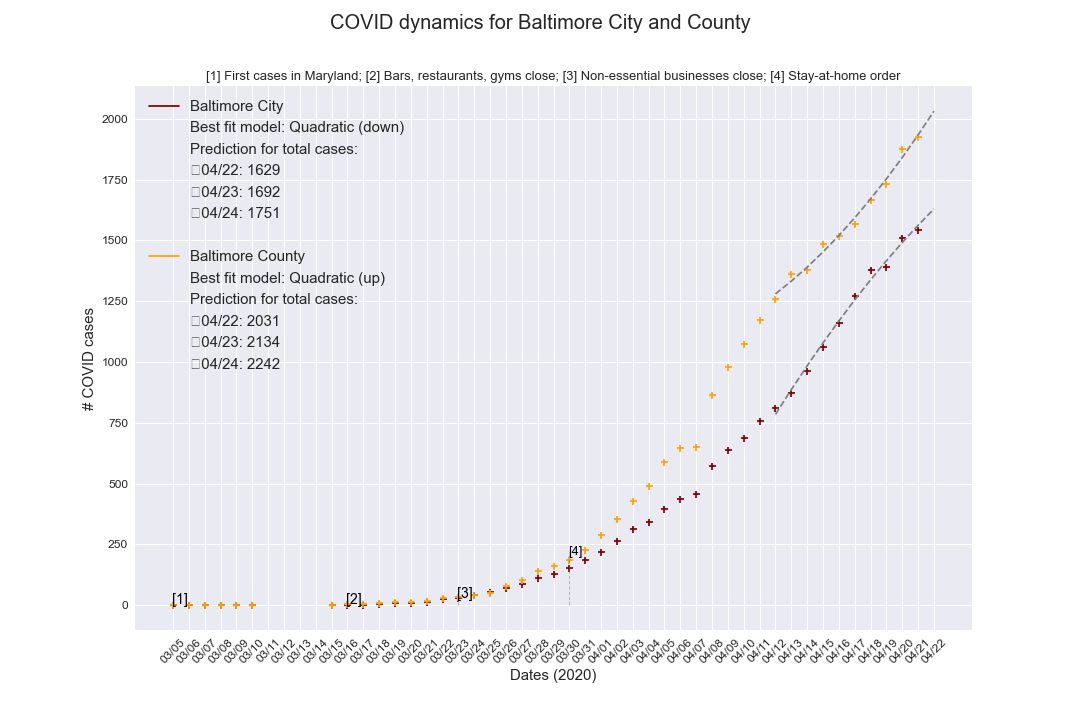 COVID dynamics for Baltimore City and County
[1] First cases in Maryland; [2] Bars, restaurants, gyms close; [3] Non-essential businesses close; [4] Stay-at-home order
Baltimore City
Best fit model: Quadratic (down)
Prediction for total cases:
04/22: 1629
04/23: 1692
04/24: 1751
Baltimore County
Best fit model: Quadratic (up)
Prediction for total cases:
04/22: 2031
04/23: 2134
04/24: 2242
# COVID cases
2000
1750
1500
1250
1000
750
500
250
0
[1]
[2]
[3]
[4]
03/05 03/06 03/07 03/08 03/09 03/10 03/11 03/12 03/13 03/14 03/15 03/16 03/17 03/18 03/19 03/20 03/21 03/22 03/23 03/24 03/25 03/26 03/27 03/28 03/29 03/30 03/31 04/01 04/02 04/03 04/04 04/05 04/06 04/07 04/08 04/09 04/10 04/11 04/12 04/13 04/14 04/15 04/16 04/17 04/18 04/19 04/20 04/21 04/22
Dates (2020)